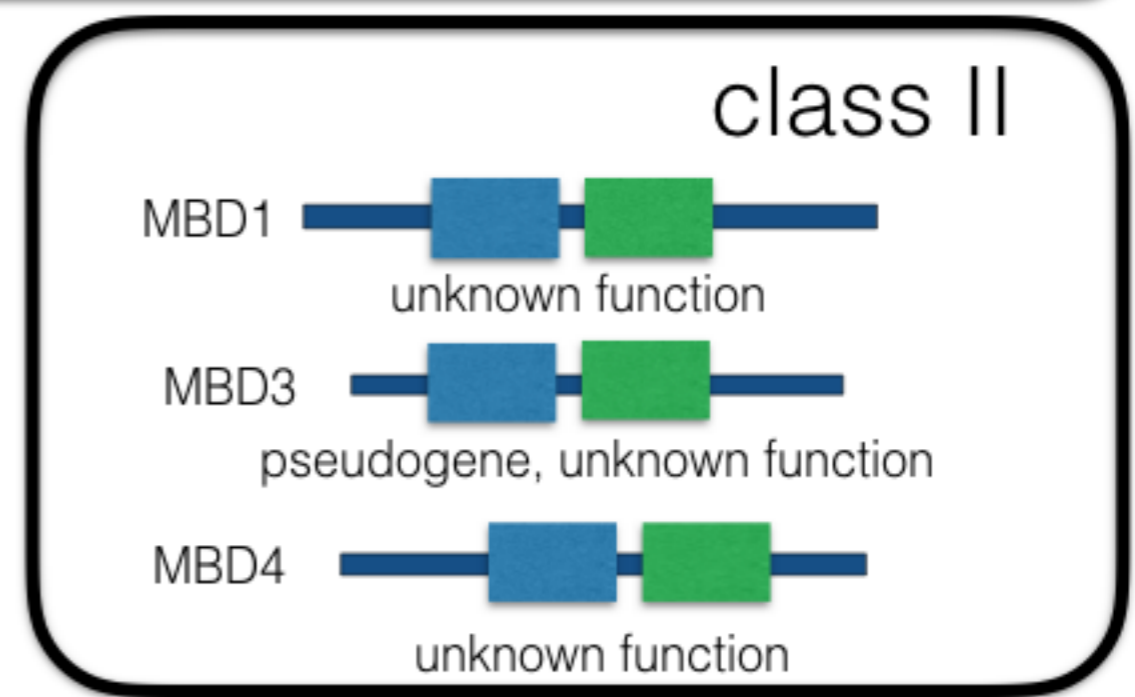 class II
MBD1
unknown function
MBD3
pseudogene, unknown function
MBD4
unknown function